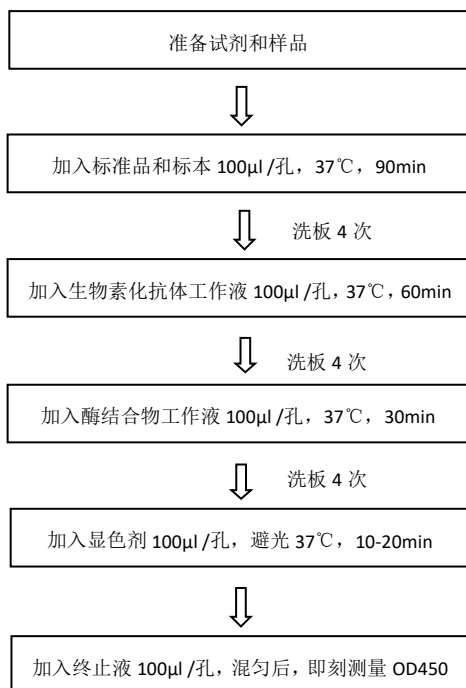 准备试剂和样品
加入标准品和标本 100μl /孔，37℃，90min
洗板 4 次
加入生物素化抗体工作液 100μl /孔，37℃，60min
洗板 4 次
加入酶结合物工作液 100μl /孔，37℃，30min
洗板 4 次
加入显色剂 100μl /孔，避光 37℃，10-20min
加入终止液 100μl /孔，混匀后，即刻测量 OD450